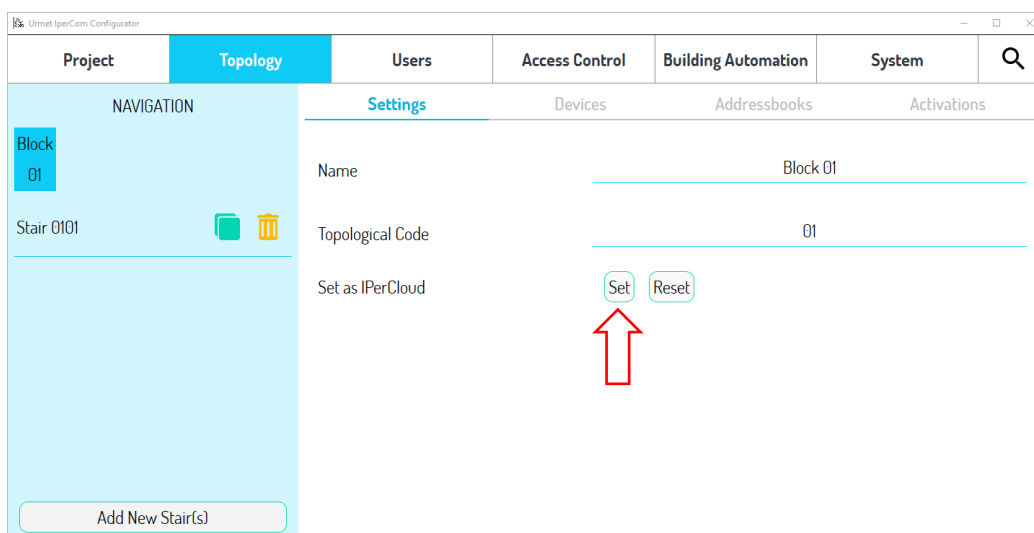 Urmet IperCom Configurator
Project Topology Users Access Control Building Automation System
NAVIGATION Settings Devices Addressbooks Activations
Block
01
Name Block 01
Stair 0101
Topological Code 01
Set as IPerCloud Set Reset
Add New Stair(s)